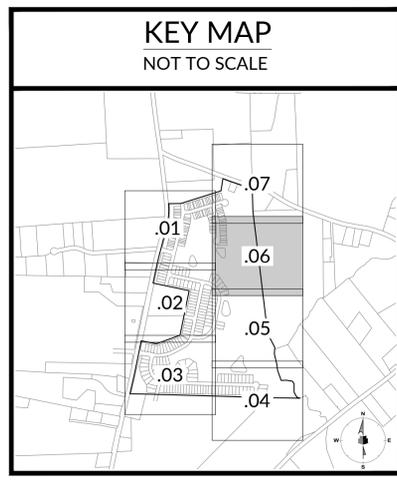 KEY MAP
NOT TO SCALE
.07
.01
.06
.02
.05
.03
.04
N
W E
S